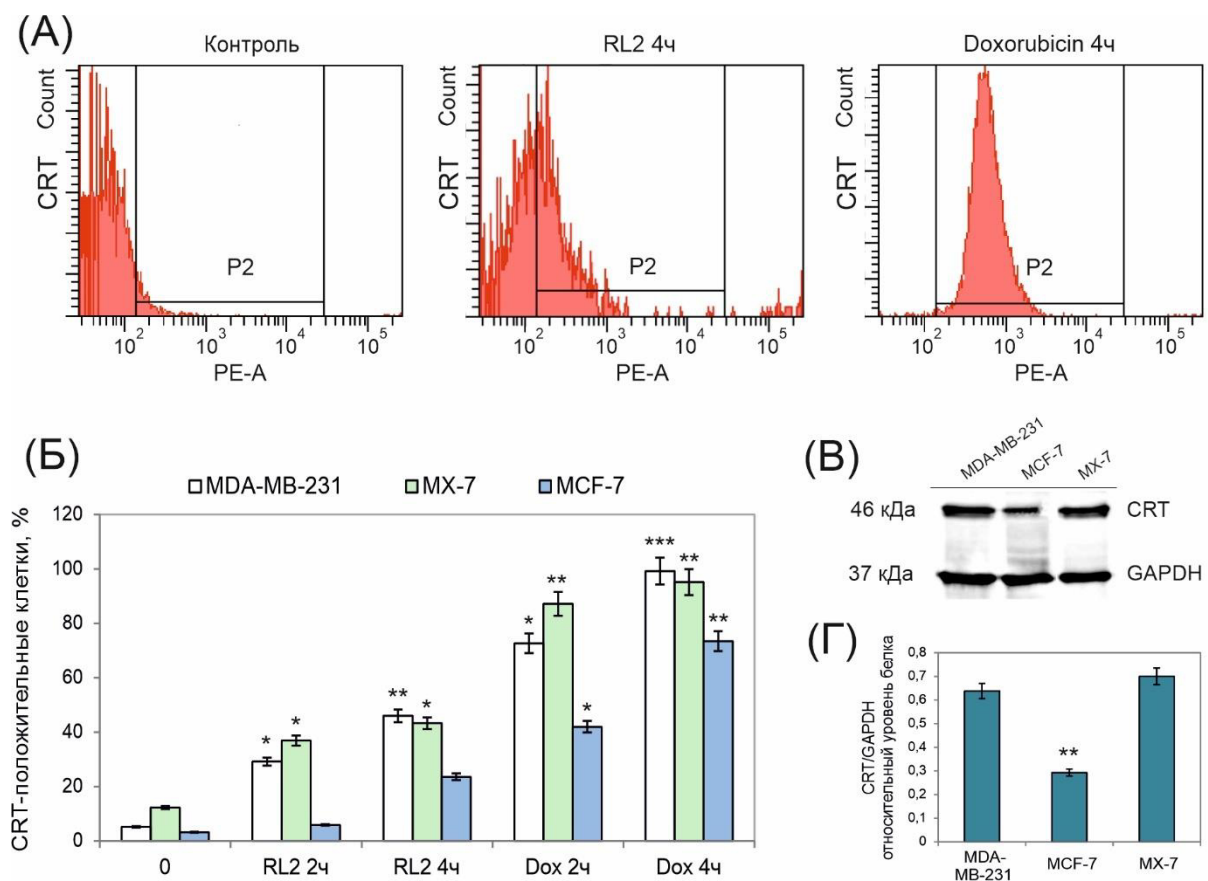 (А)
Контроль
RL2 4ч
Doxorubicin 4ч
CRT Count
P2
10² 10³ 10⁴ 10⁵
PE-A
CRT Count
P2
10² 10³ 10⁴ 10⁵
PE-A
CRT Count
P2
10² 10³ 10⁴ 10⁵
PE-A
(Б)
MDA-MB-231 MX-7 MCF-7
CRT-положительные клетки, %
120
100
80
60
40
20
0
* *
** *
* ** *
*** ** **
0 RL2 2ч RL2 4ч Dox 2ч Dox 4ч
(В)
MDA-MB-231 MCF-7 MX-7
46 кДа CRT
37 кДа GAPDH
(Г)
CRT/GAPDH
относительный уровень белка
0,8
0,7
0,6
0,5
0,4
0,3
0,2
0,1
0
**
MDA-
MB-231
MCF-7
MX-7